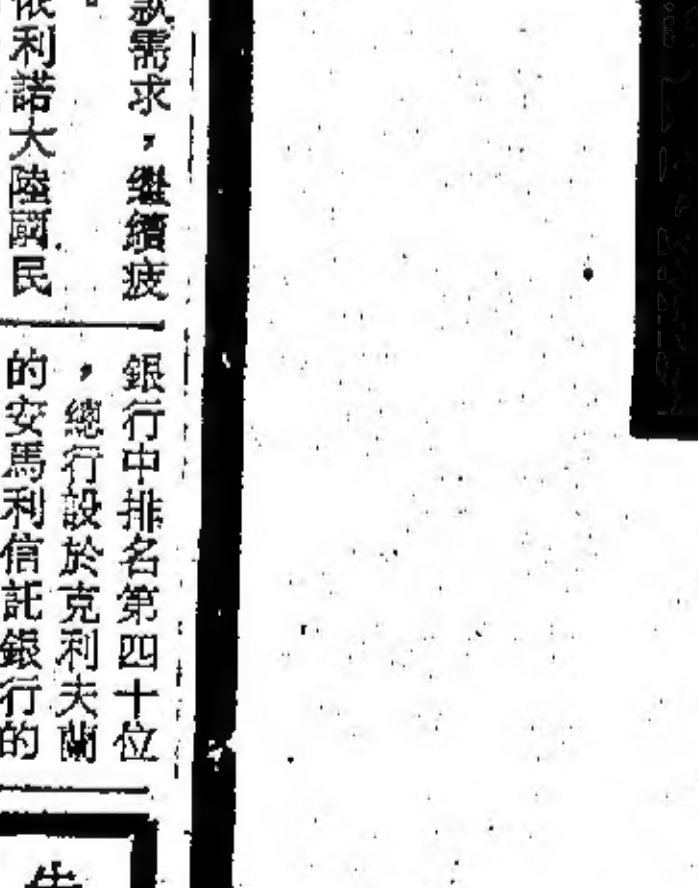 款需求，繼續疲
依利諾大陸國民
銀行中排名第四十位
，總行設於克利夫蘭
的安馬利信託銀行的